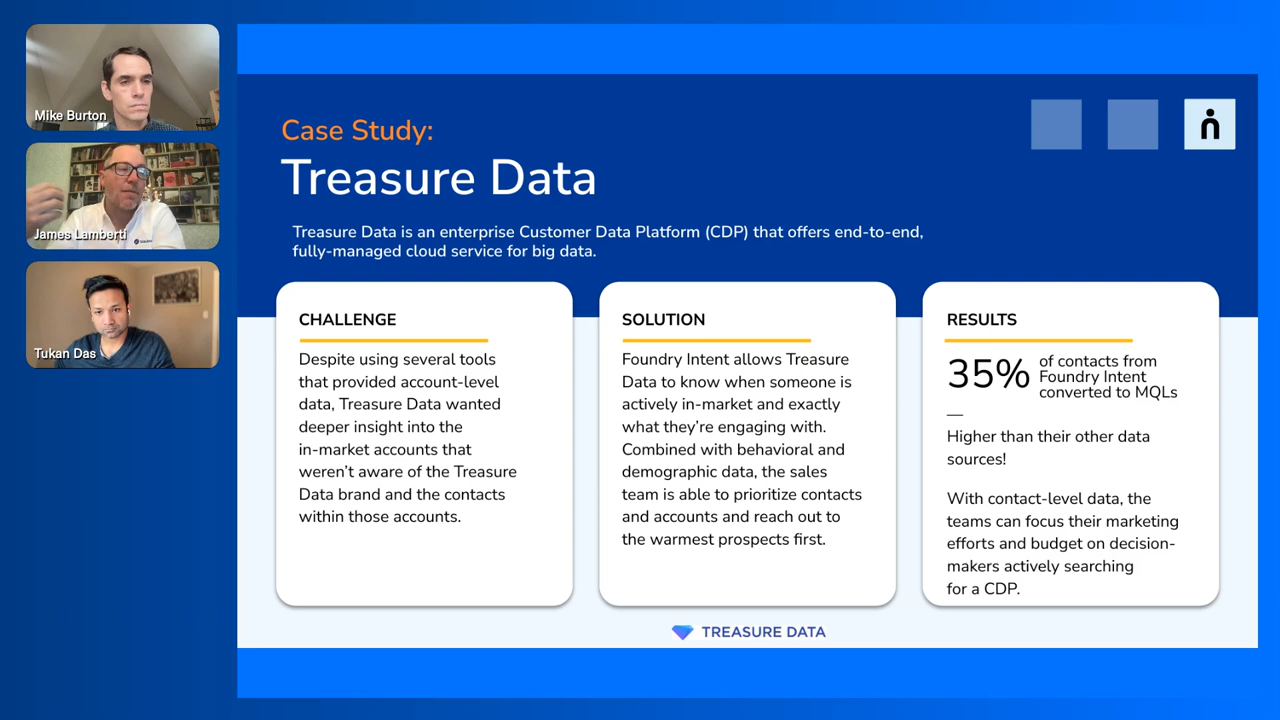 Mike Burton
James Lamberti
Tukan Das
Case Study:
Treasure Data
Treasure Data is an enterprise Customer Data Platform (CDP) that offers end-to-end,
fully-managed cloud service for big data.
CHALLENGE
Despite using several tools
that provided account-level
data, Treasure Data wanted
deeper insight into the
in-market accounts that
weren’t aware of the Treasure
Data brand and the contacts
within those accounts.
SOLUTION
Foundry Intent allows Treasure
Data to know when someone is
actively in-market and exactly
what they’re engaging with.
Combined with behavioral and
demographic data, the sales
team is able to prioritize contacts
and accounts and reach out to
the warmest prospects first.
RESULTS
35%
of contacts from
Foundry Intent
converted to MQLs
—
Higher than their other data
sources!
With contact-level data, the
teams can focus their marketing
efforts and budget on decision-
makers actively searching
for a CDP.
TREASURE DATA